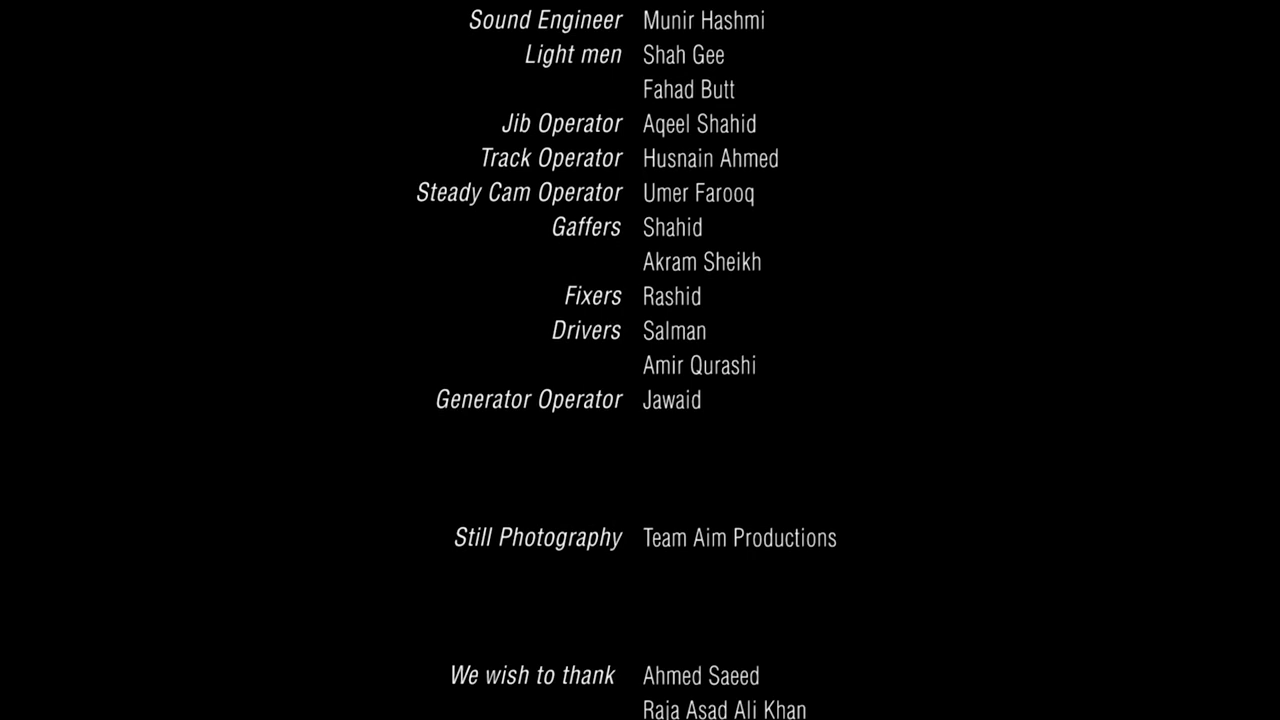 Sound Engineer Munir Hashmi
Light men Shah Gee
Fahad Butt
Jib Operator Aqeel Shahid
Track Operator Husnain Ahmed
Steady Cam Operator Umer Farooq
Gaffers Shahid
Akram Sheikh
Fixers Rashid
Drivers Salman
Amir Qurashi
Generator Operator Jawaid
Still Photography Team Aim Productions
We wish to thank Ahmed Saeed
Raja Asad Ali Khan